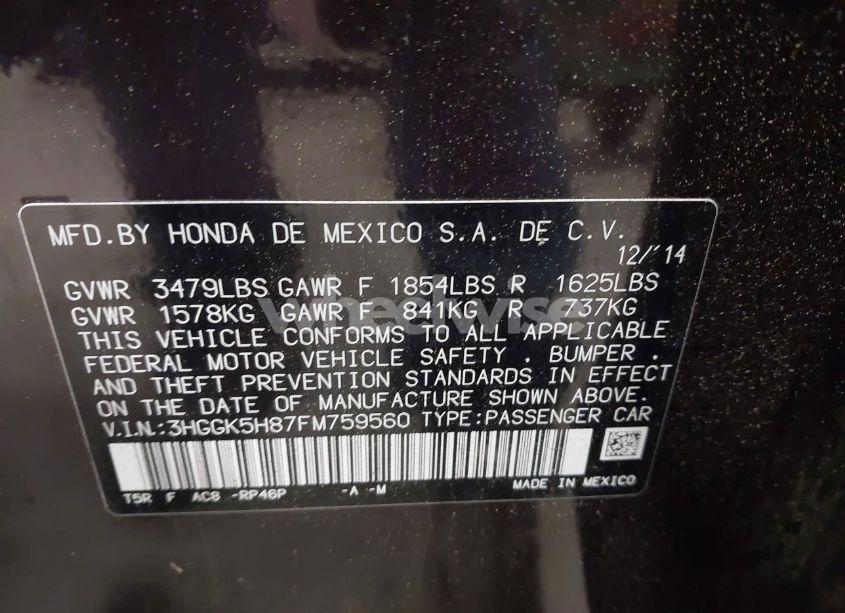 MFD.BY HONDA DE MEXICO S.A. DE C.V.
12/'14
GVWR 3479LBS GAWR F 1854LBS R 1625LBS
GVWR 1578KG GAWR F 841KG R 737KG
THIS VEHICLE CONFORMS TO ALL APPLICABLE
FEDERAL MOTOR VEHICLE SAFETY . BUMPER .
AND THEFT PREVENTION STANDARDS IN EFFECT
ON THE DATE OF MANUFACTURE SHOWN ABOVE.
V.I.N.:3HGGK5H87FM759560 TYPE:PASSENGER CAR
T5R F AC8 -RP46P -A -M MADE IN MEXICO
wheelwise